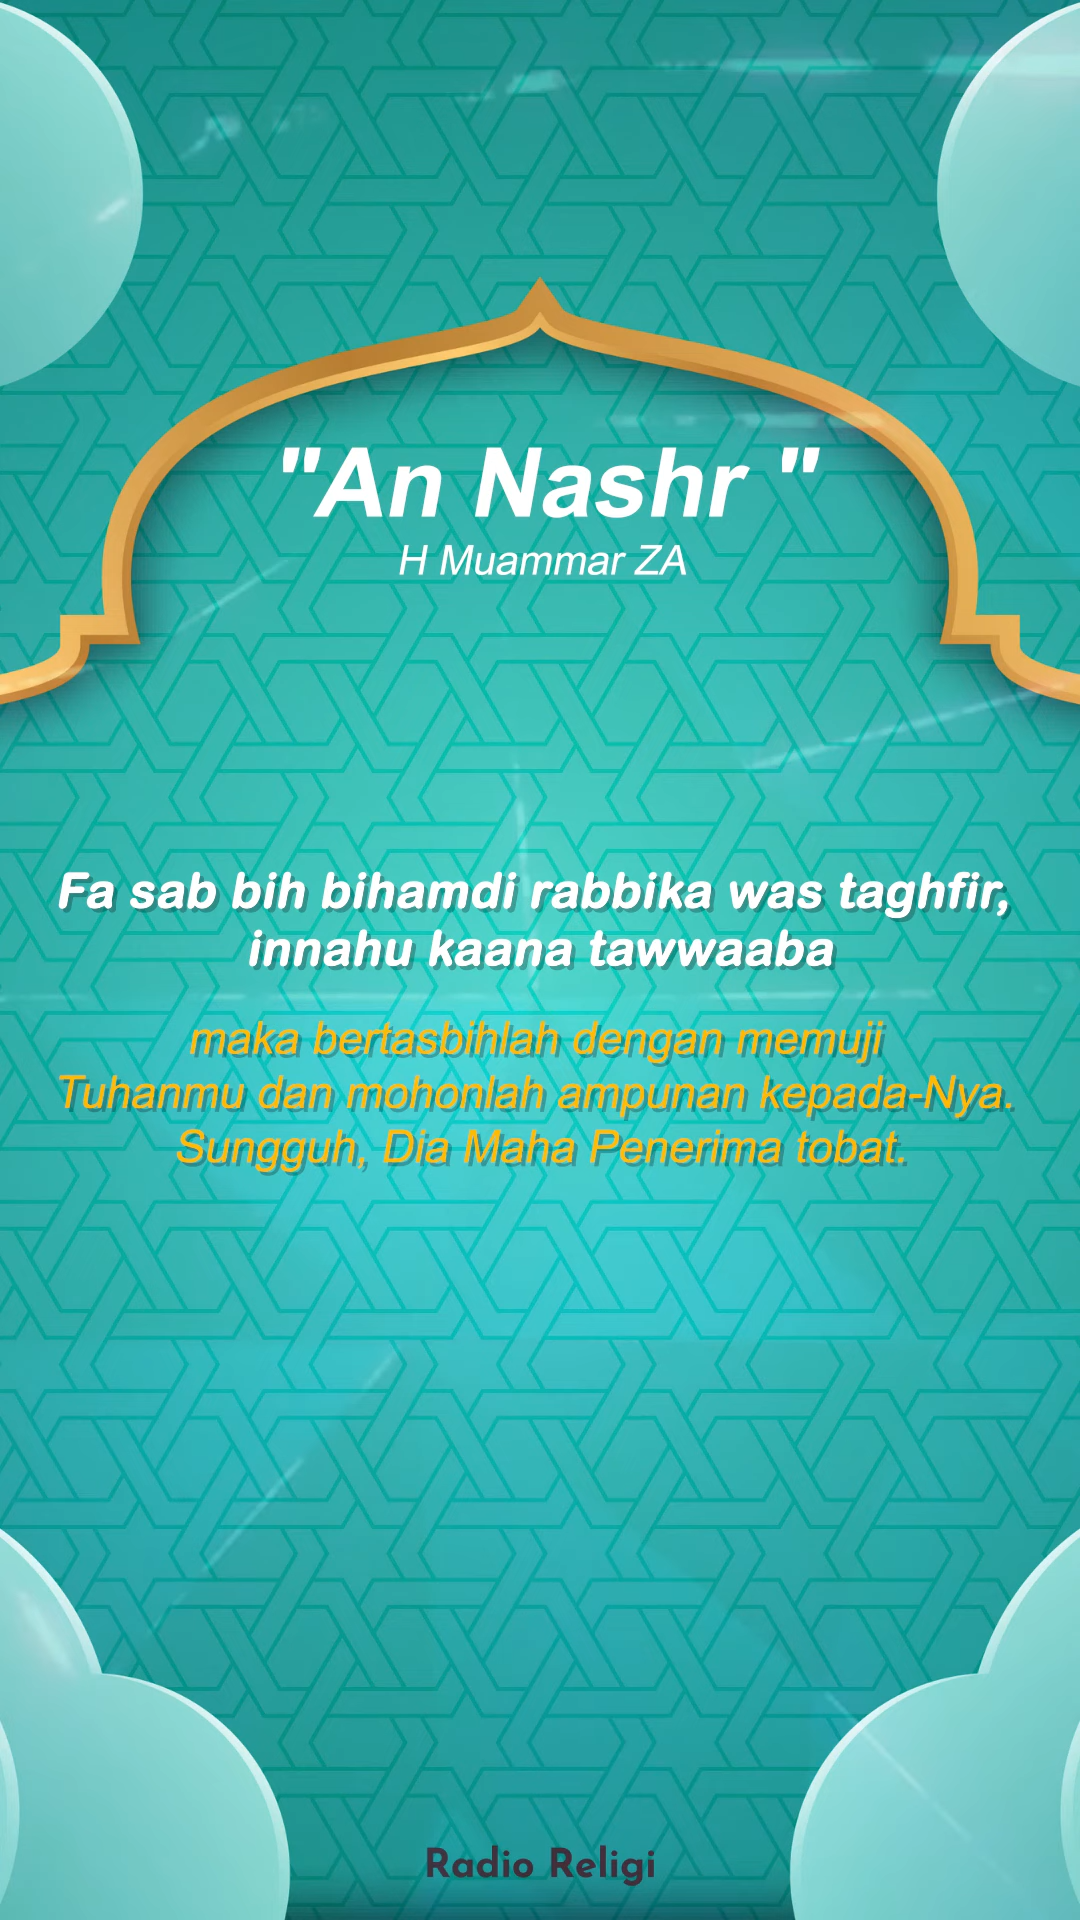 "An Nashr "
H Muammar ZA
Fa sab bih bihamdi rabbika was taghfir,
innahu kaana tawwaaba
maka bertasbihlah dengan memuji
Tuhanmu dan mohonlah ampunan kepada-Nya.
Sungguh, Dia Maha Penerima tobat.
Radio Religi